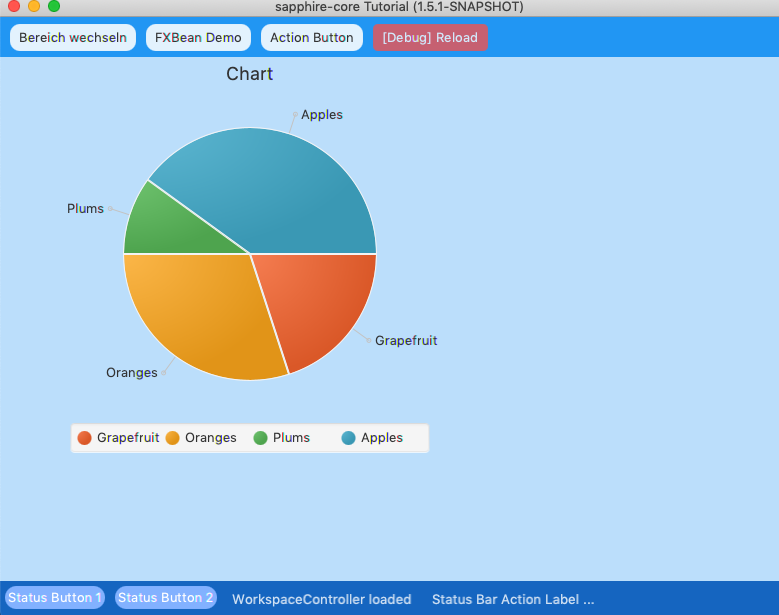 sapphire-core Tutorial (1.5.1-SNAPSHOT)
Bereich wechseln FXBean Demo Action Button [Debug] Reload
Chart
Apples
Plums
Grapefruit
Oranges
Grapefruit Oranges Plums Apples
Status Button 1 Status Button 2 WorkspaceController loaded Status Bar Action Label ...